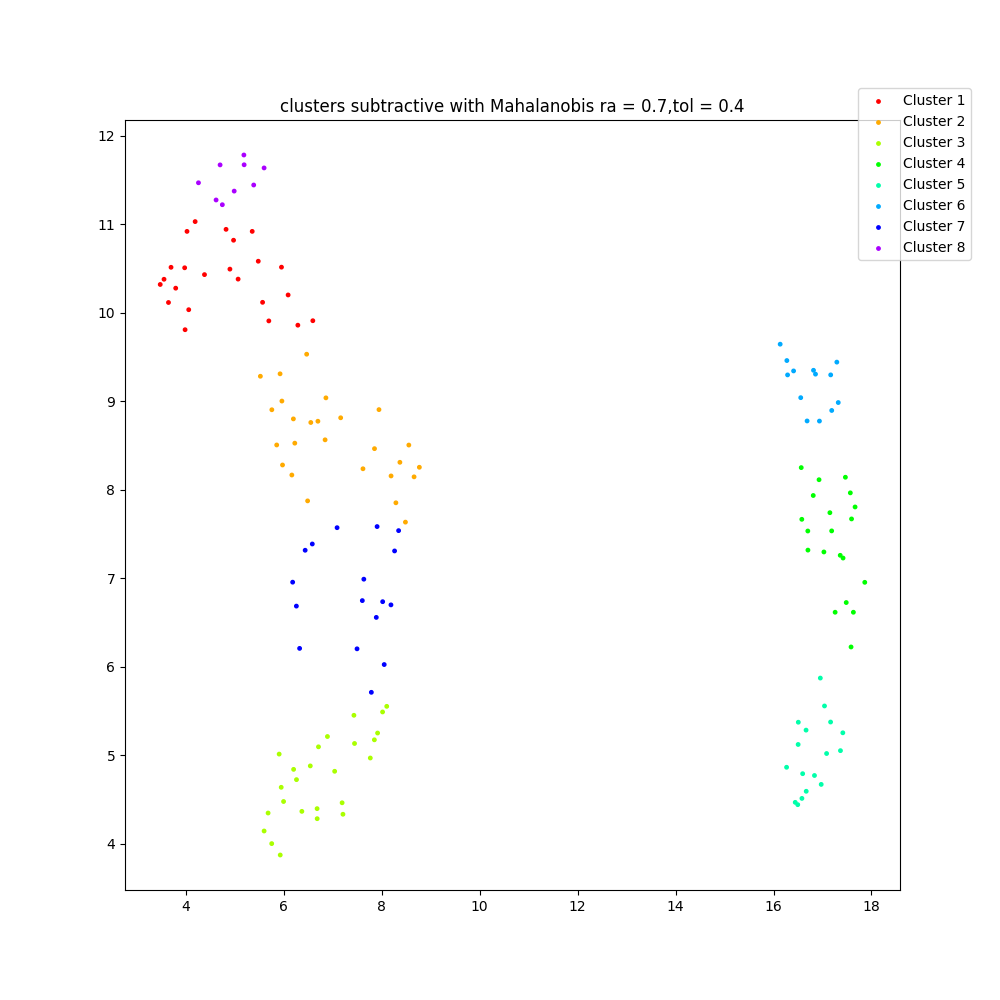 clusters subtractive with Mahalanobis ra = 0.7,tol = 0.4
Cluster 1
Cluster 2
Cluster 3
Cluster 4
Cluster 5
Cluster 6
Cluster 7
Cluster 8
12
11
10
9
8
7
6
5
4
4 6 8 10 12 14 16 18